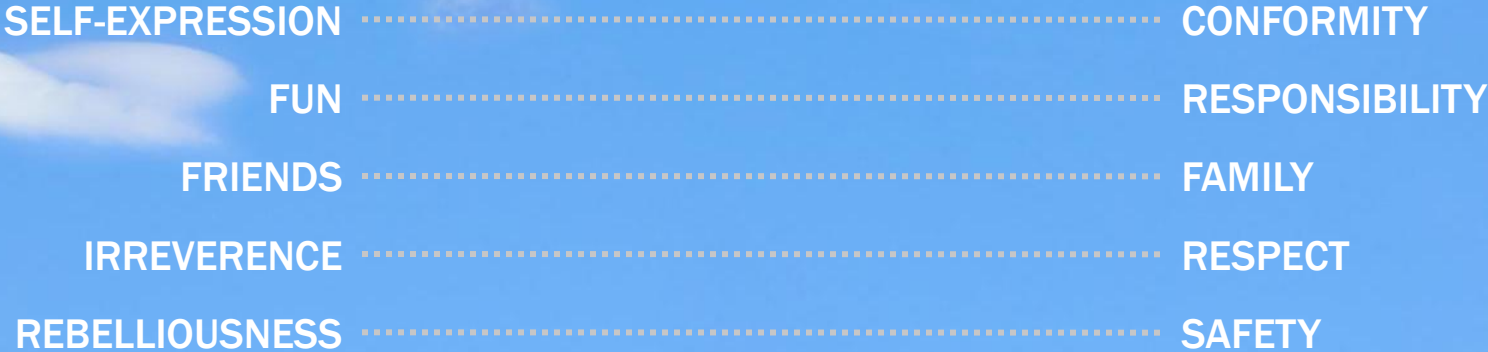 SELF-EXPRESSION CONFORMITY
FUN RESPONSIBILITY
FRIENDS FAMILY
IRREVERENCE RESPECT
REBELLIOUSNESS SAFETY